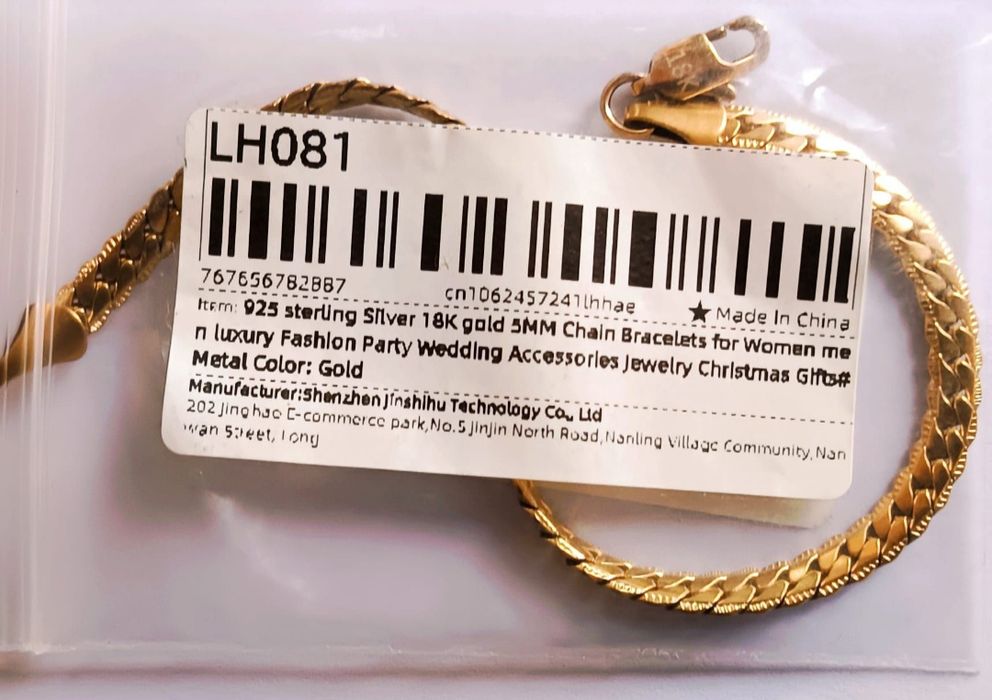 LH081
767656782887
cn1062457241lhhae
★ Made In China
Item: 925 sterling Silver 18K gold 5MM Chain Bracelets for Women me
n luxury Fashion Party Wedding Accessories Jewelry Christmas Gifts#
Metal Color: Gold
Manufacturer:Shenzhen Jinshihu Technology Co., Ltd
202 Jinghao E-commerce park,No.5 Jinjin North Road,Nanling Village Community,Nan
wan Street, Long